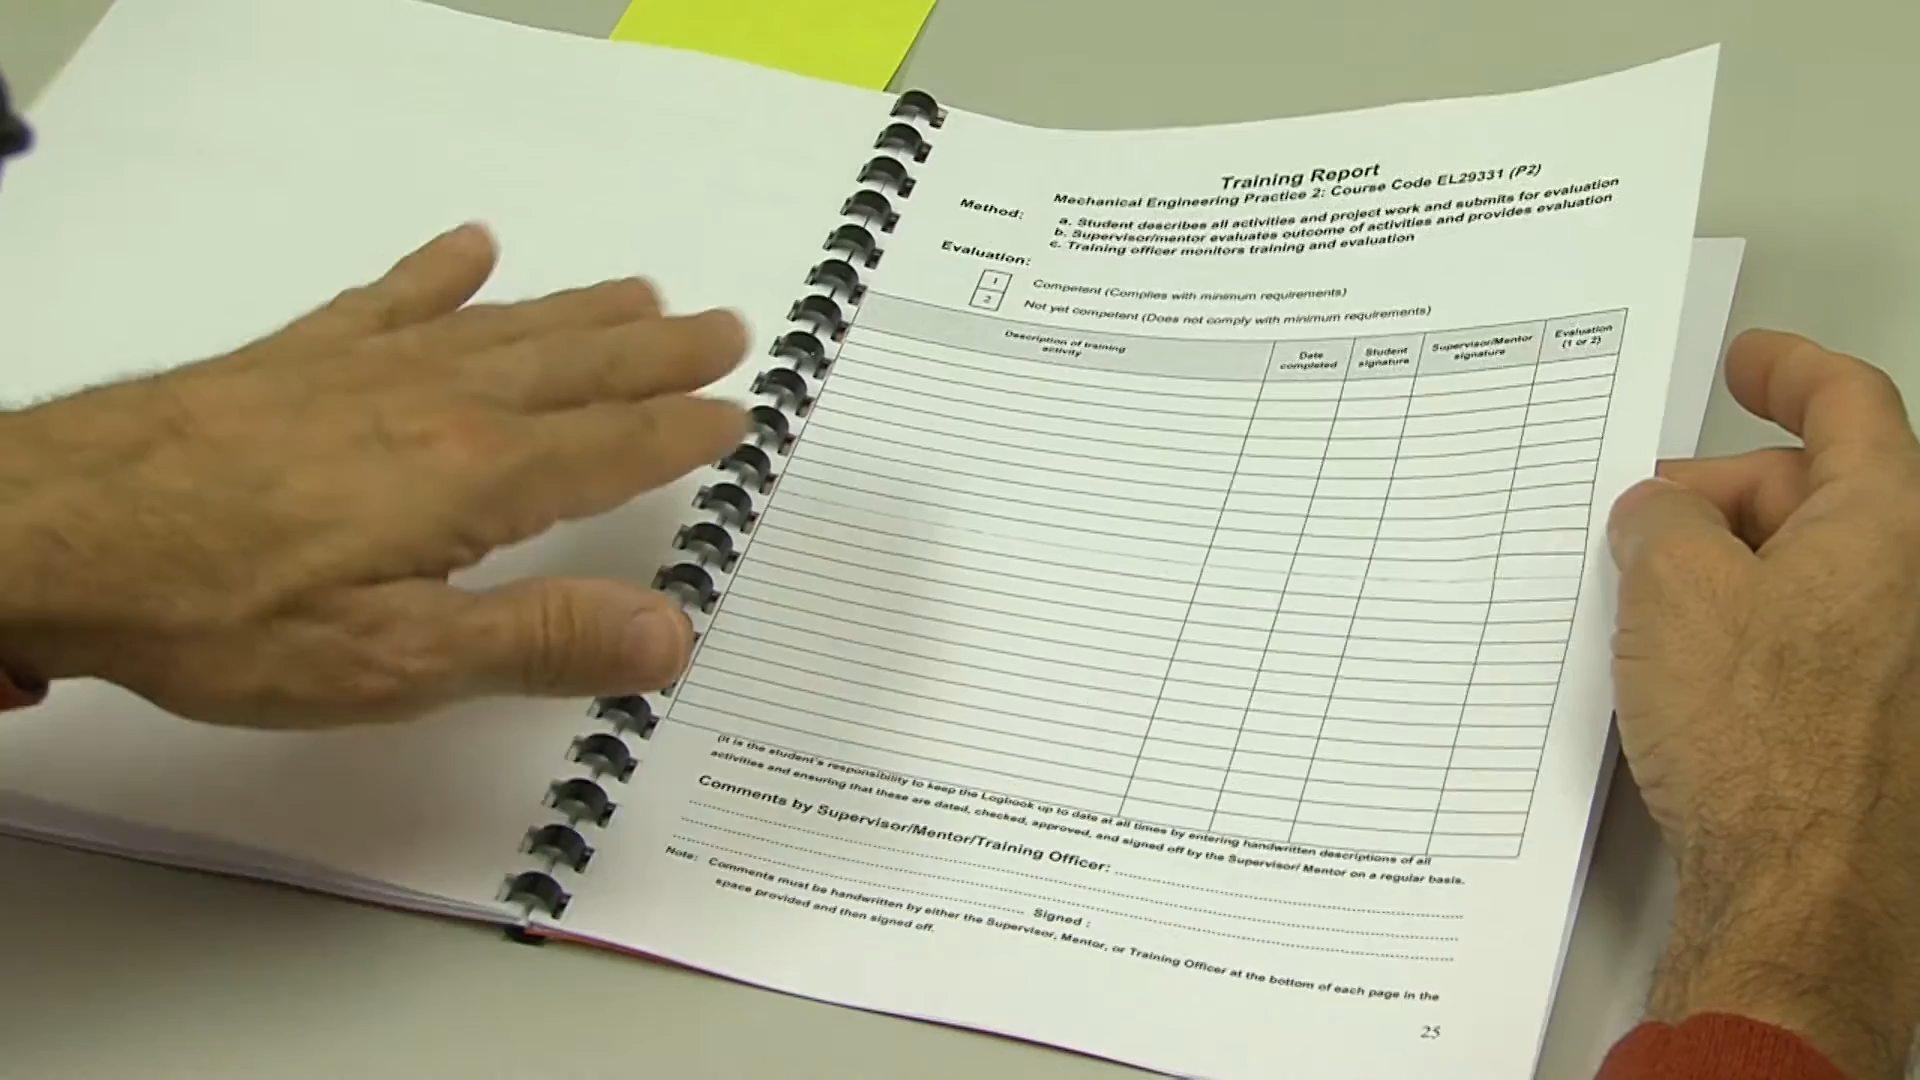 Training Report
Mechanical Engineering Practice 2: Course Code EL29331 (P2)
Method:
a. Student describes all activities and project work and submits for evaluation
b. Supervisor/mentor evaluates outcome of activities and provides evaluation
c. Training officer monitors training and evaluation
Evaluation:
1 Competent (Complies with minimum requirements)
2 Not yet competent (Does not comply with minimum requirements)
Description of training
activity
Date
completed
Student
signature
Supervisor/Mentor
signature
Evaluation
(1 or 2)
(It is the student's responsibility to keep the Logbook up to date at all times by entering handwritten descriptions of all
activities and ensuring that these are dated, checked, approved, and signed off by the Supervisor/ Mentor on a regular basis.
Comments by Supervisor/Mentor/Training Officer:
Signed :
Note: Comments must be handwritten by either the Supervisor, Mentor, or Training Officer at the bottom of each page in the
space provided and then signed off.
25